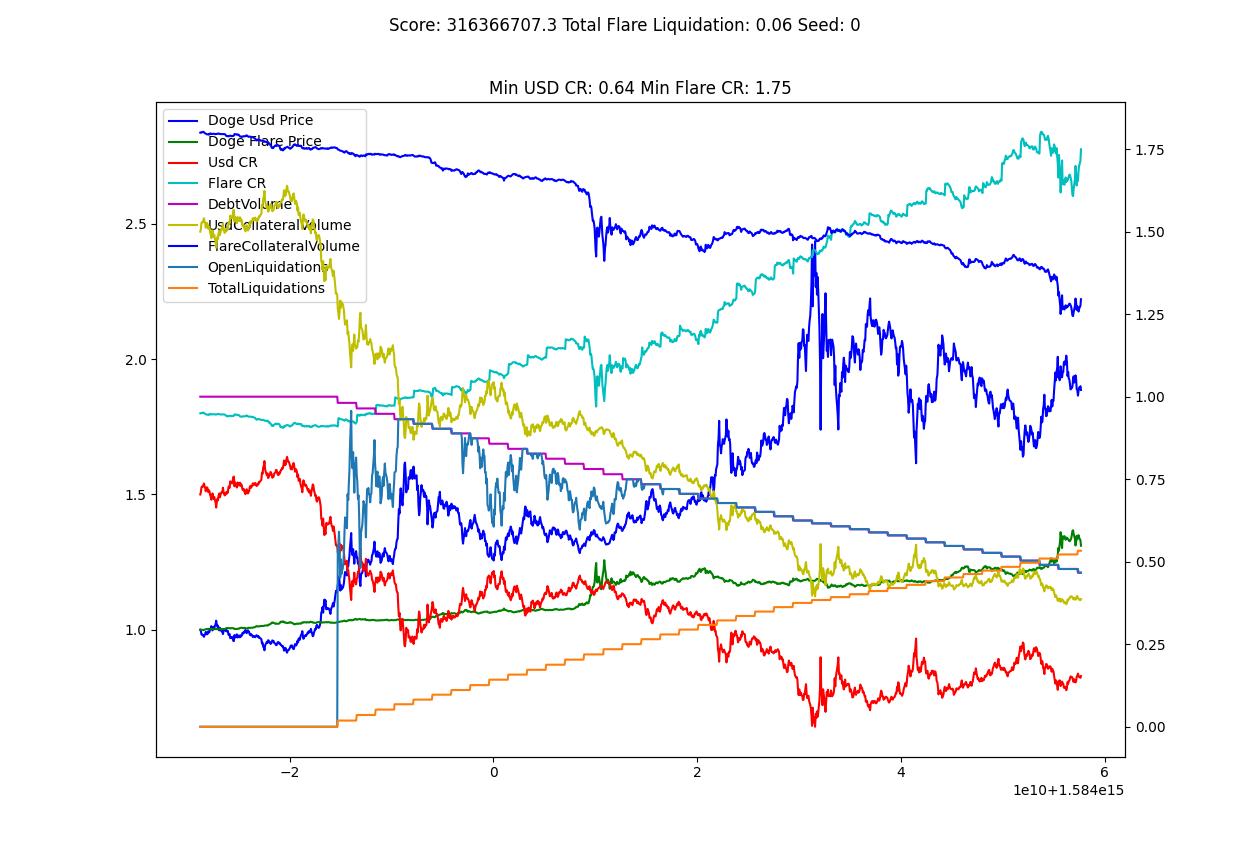 Score: 316366707.3 Total Flare Liquidation: 0.06 Seed: 0
Min USD CR: 0.64 Min Flare CR: 1.75
Doge Usd Price
Doge Flare Price
Usd CR
Flare CR
DebtVolume
UsdCollateralVolume
FlareCollateralVolume
OpenLiquidations
TotalLiquidations
2.5
2.0
1.5
1.0
1.75
1.50
1.25
1.00
0.75
0.50
0.25
0.00
−2 0 2 4 6
1e10+1.584e15